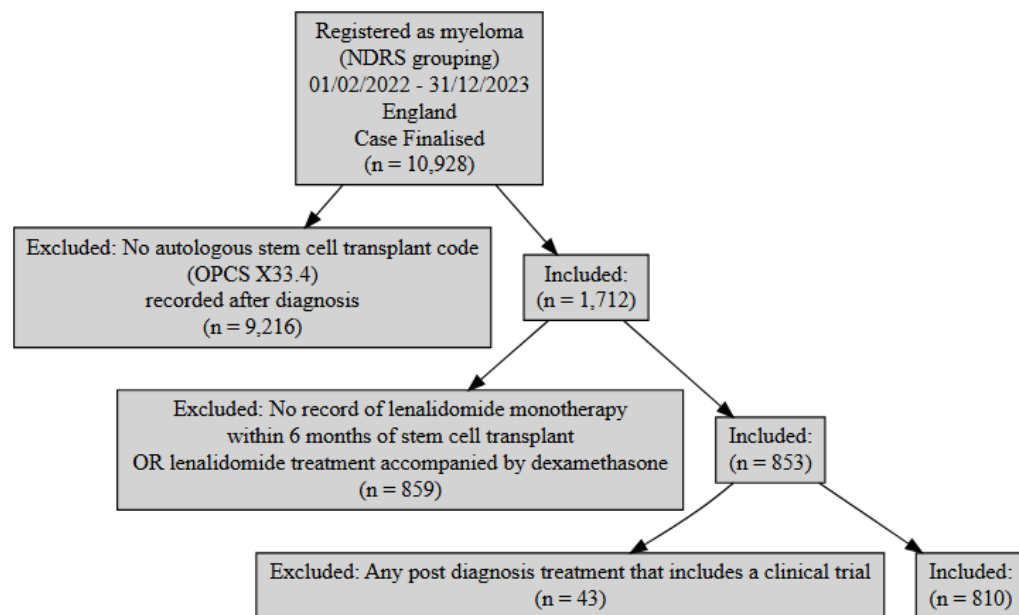 Registered as myeloma
(NDRS grouping)
01/02/2022 - 31/12/2023
England
Case Finalised
(n = 10,928)
Excluded: No autologous stem cell transplant code
(OPCS X33.4)
recorded after diagnosis
(n = 9,216)
Included:
(n = 1,712)
Excluded: No record of lenalidomide monotherapy
within 6 months of stem cell transplant
OR lenalidomide treatment accompanied by dexamethasone
(n = 859)
Included:
(n = 853)
Excluded: Any post diagnosis treatment that includes a clinical trial
(n = 43)
Included:
(n = 810)